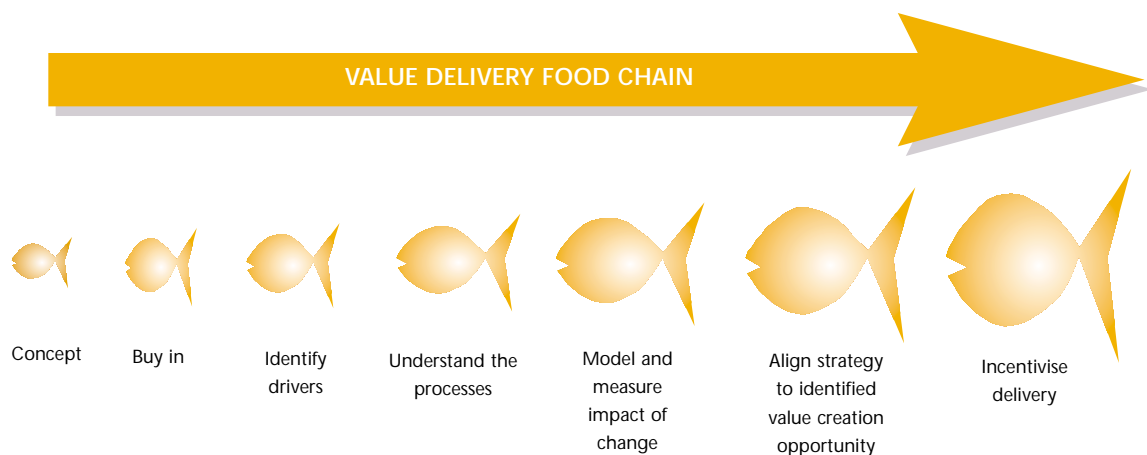 VALUE DELIVERY FOOD CHAIN
Concept
Buy in
Identify
drivers
Understand the
processes
Model and
measure
impact of
change
Align strategy
to identified
value creation
opportunity
Incentivise
delivery